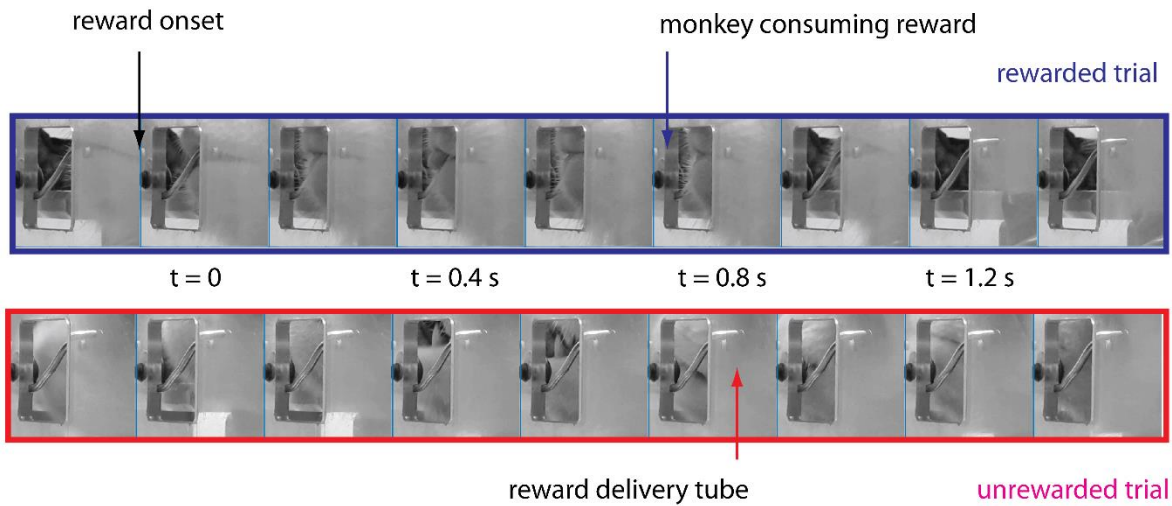 reward onset
monkey consuming reward
rewarded trial
t = 0
t = 0.4 s
t = 0.8 s
t = 1.2 s
reward delivery tube
unrewarded trial